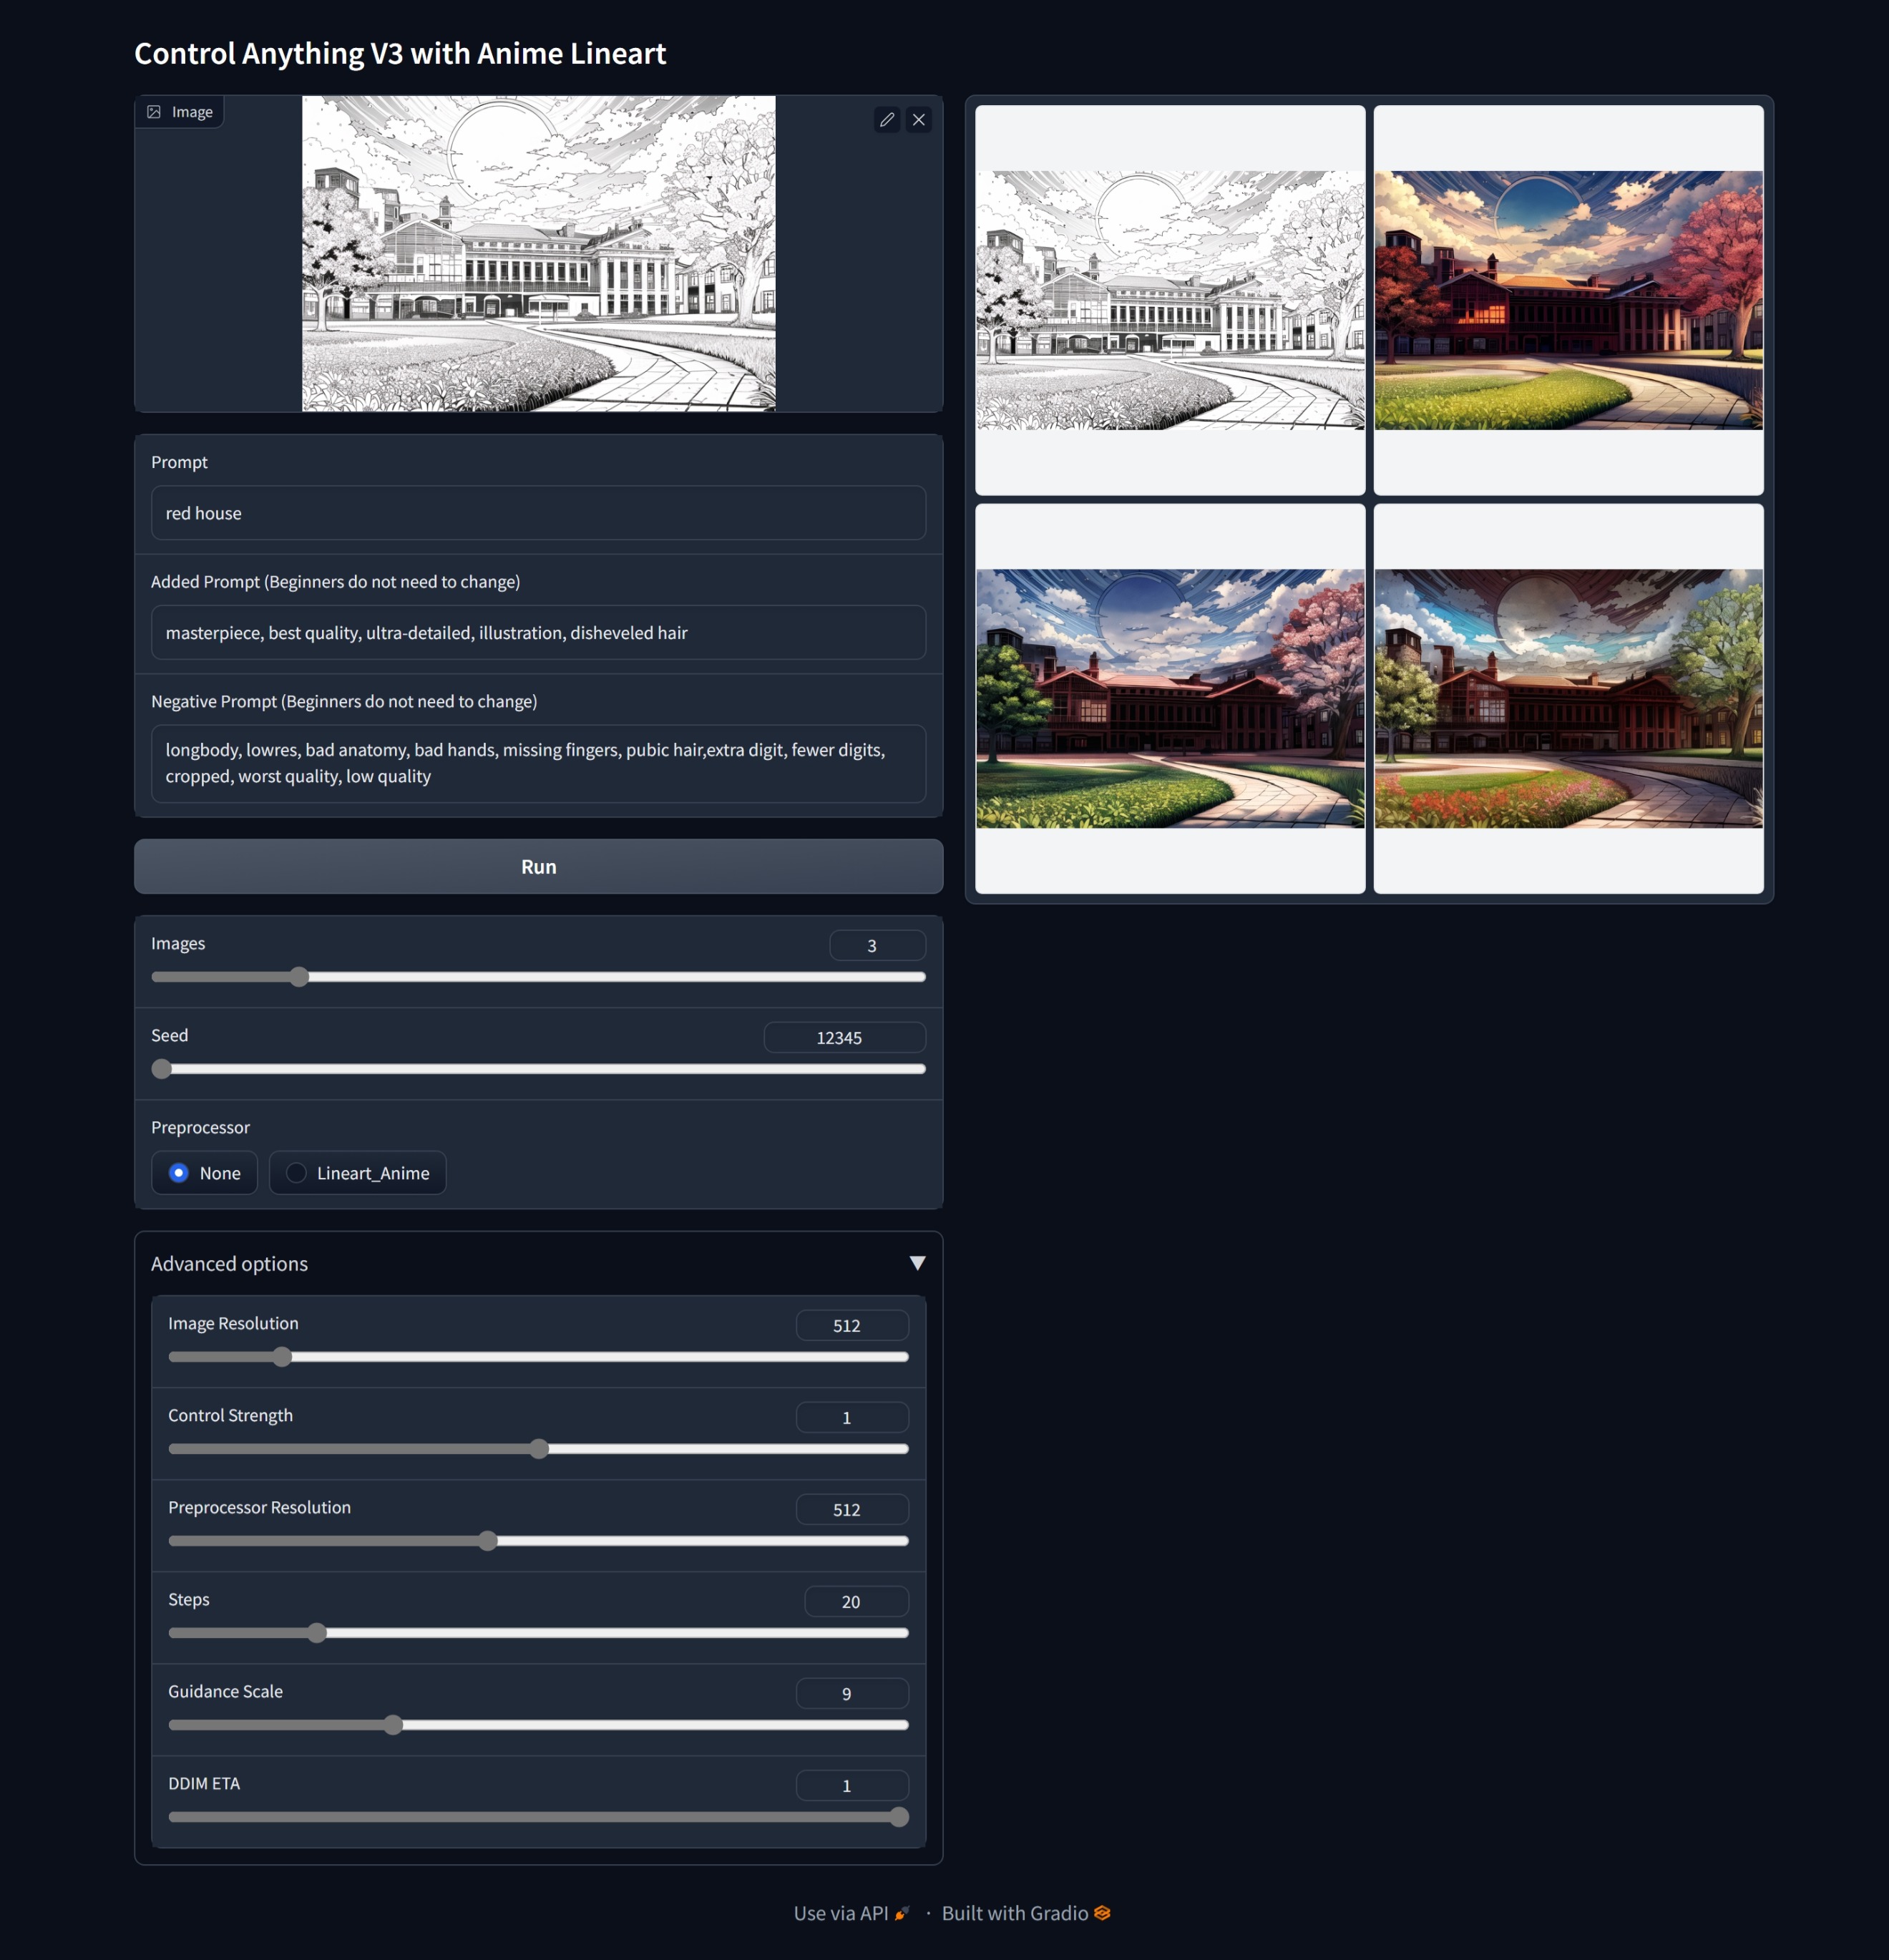 Control Anything V3 with Anime Lineart
Image
Prompt
red house
Added Prompt (Beginners do not need to change)
masterpiece, best quality, ultra-detailed, illustration, disheveled hair
Negative Prompt (Beginners do not need to change)
longbody, lowres, bad anatomy, bad hands, missing fingers, pubic hair,extra digit, fewer digits,
cropped, worst quality, low quality
Run
Images
3
Seed
12345
Preprocessor
None
Lineart_Anime
Advanced options
Image Resolution
512
Control Strength
1
Preprocessor Resolution
512
Steps
20
Guidance Scale
9
DDIM ETA
1
Use via API · Built with Gradio